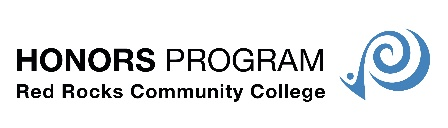 HONORS PROGRAM
Red Rocks Community College